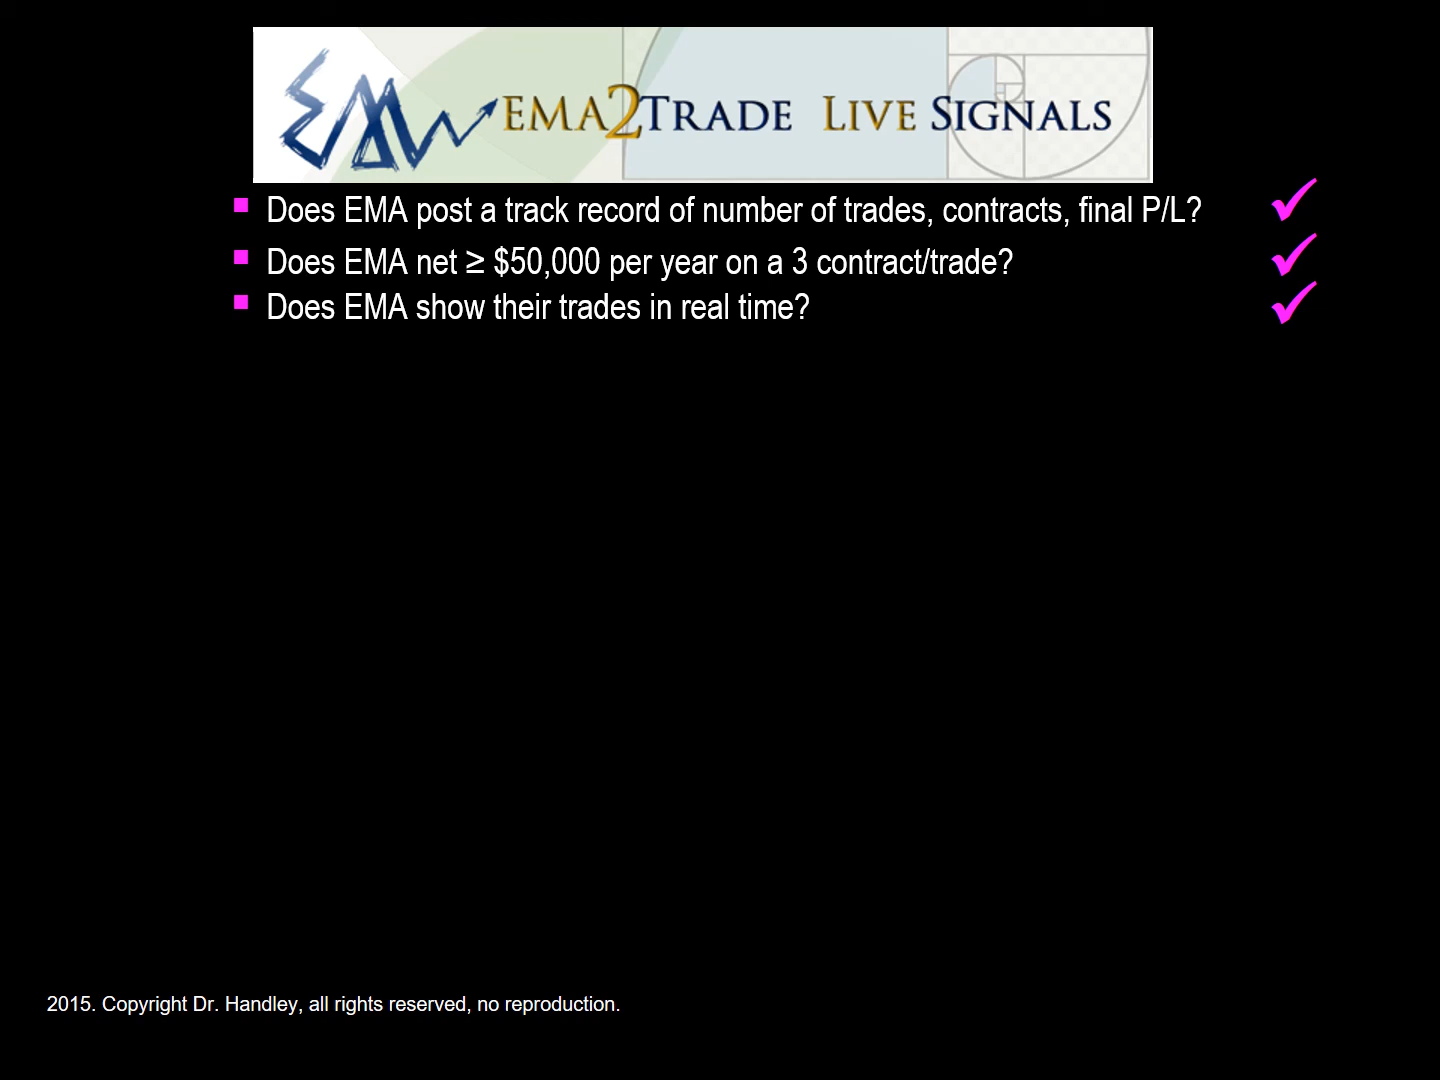 EMA EMA2TRADE LIVE SIGNALS
Does EMA post a track record of number of trades, contracts, final P/L?
Does EMA net ≥ $50,000 per year on a 3 contract/trade?
Does EMA show their trades in real time?
2015. Copyright Dr. Handley, all rights reserved, no reproduction.